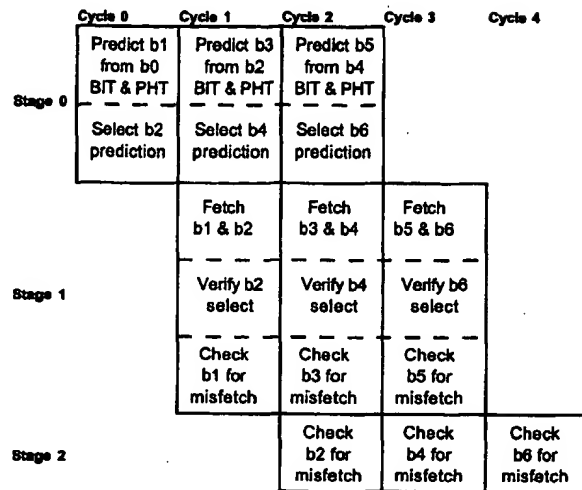 Cycle 0 Cycle 1 Cycle 2 Cycle 3 Cycle 4
Predict b1 Predict b3 Predict b5
from b0 from b2 from b4
BIT & PHT BIT & PHT BIT & PHT
Stage 0
Select b2 Select b4 Select b6
prediction prediction prediction
Fetch Fetch Fetch
b1 & b2 b3 & b4 b5 & b6
Stage 1
Verify b2 Verify b4 Verify b6
select select select
Check Check Check
b1 for b3 for b5 for
misfetch misfetch misfetch
Check Check Check
Stage 2 b2 for b4 for b6 for
misfetch misfetch misfetch